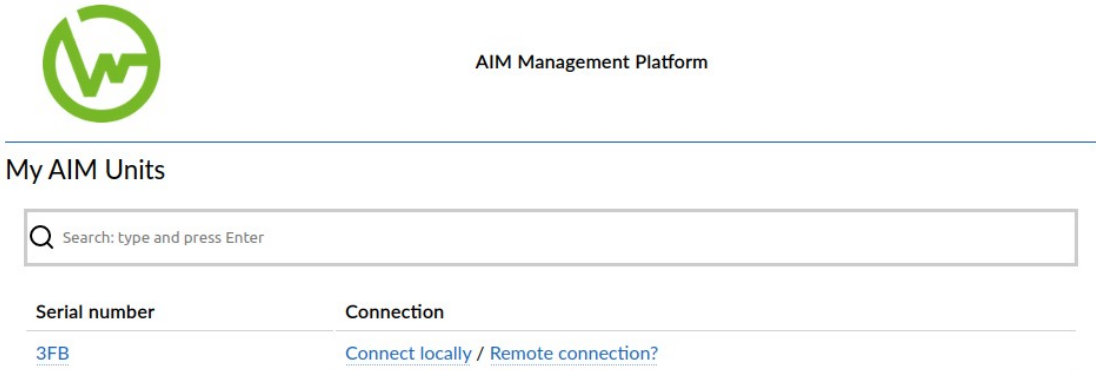 AIM Management Platform
My AIM Units
Search: type and press Enter
Serial number Connection
3FB Connect locally / Remote connection?